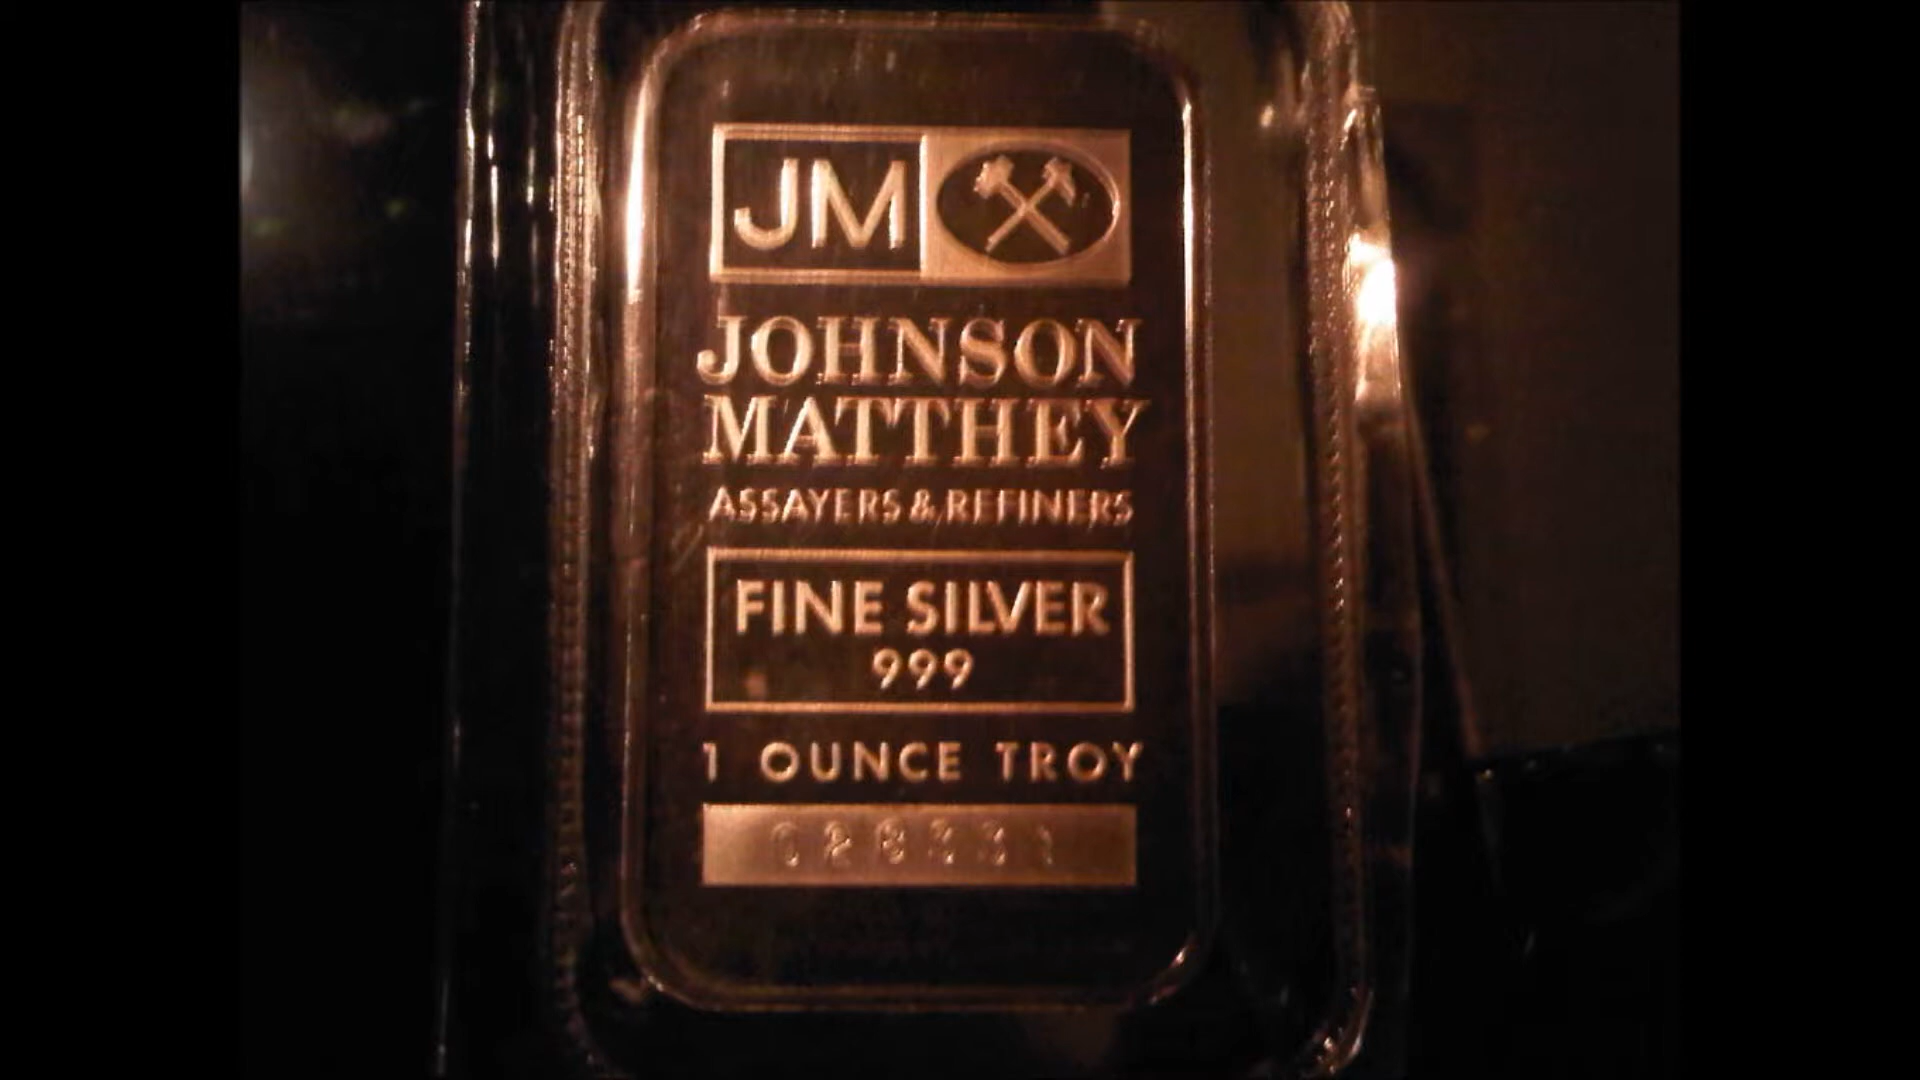 JM
JOHNSON
MATTHEY
ASSAYERS & REFINERS
FINE SILVER
999
1 OUNCE TROY